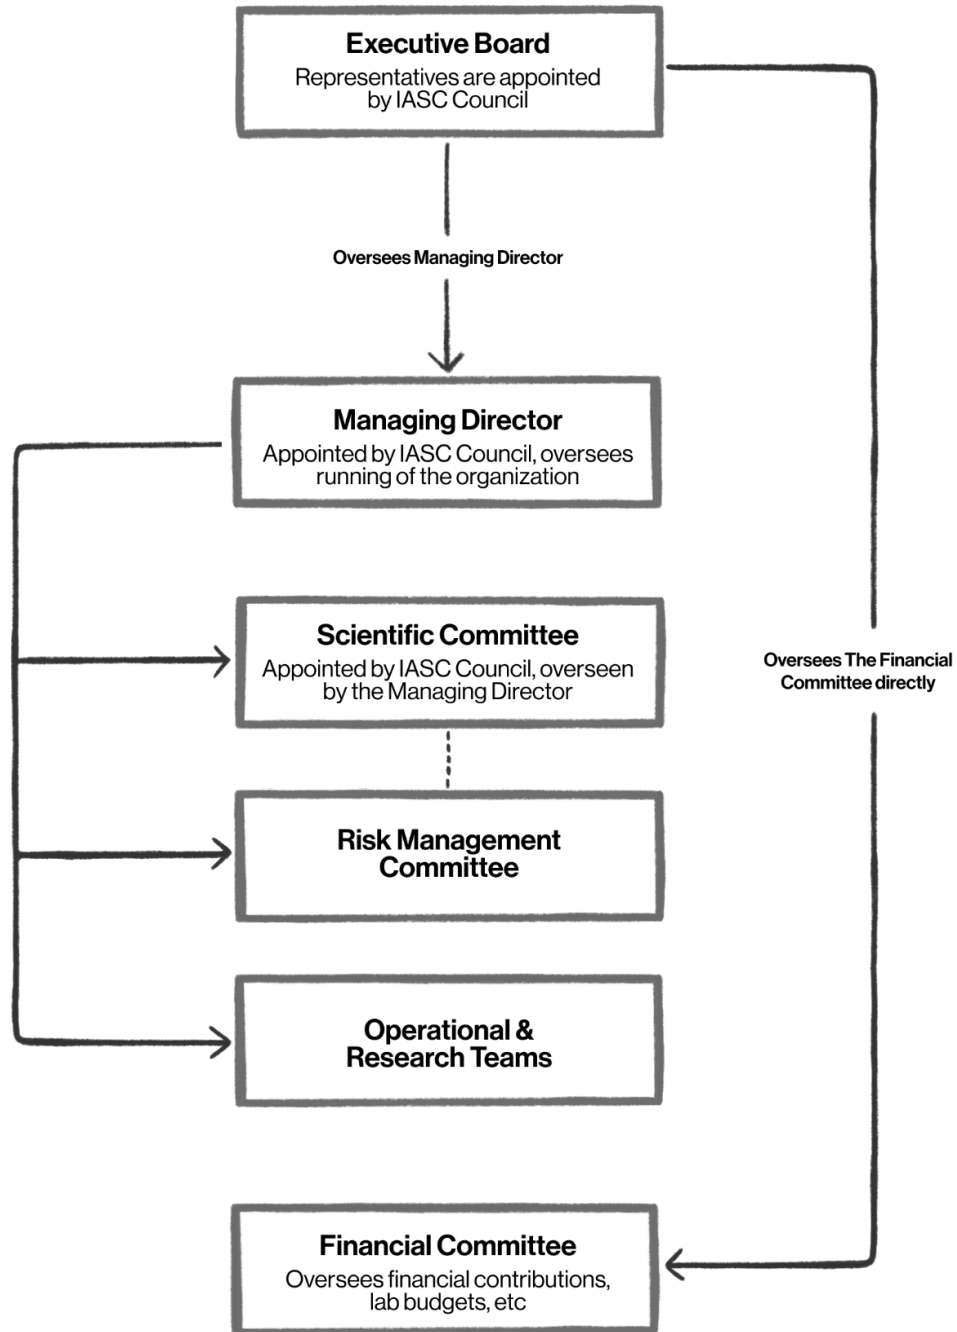 Executive Board
Representatives are appointed
by IASC Council
Oversees Managing Director
Managing Director
Appointed by IASC Council, oversees
running of the organization
Scientific Committee
Appointed by IASC Council, overseen
by the Managing Director
Oversees The Financial
Committee directly
Risk Management
Committee
Operational &
Research Teams
Financial Committee
Oversees financial contributions,
lab budgets, etc